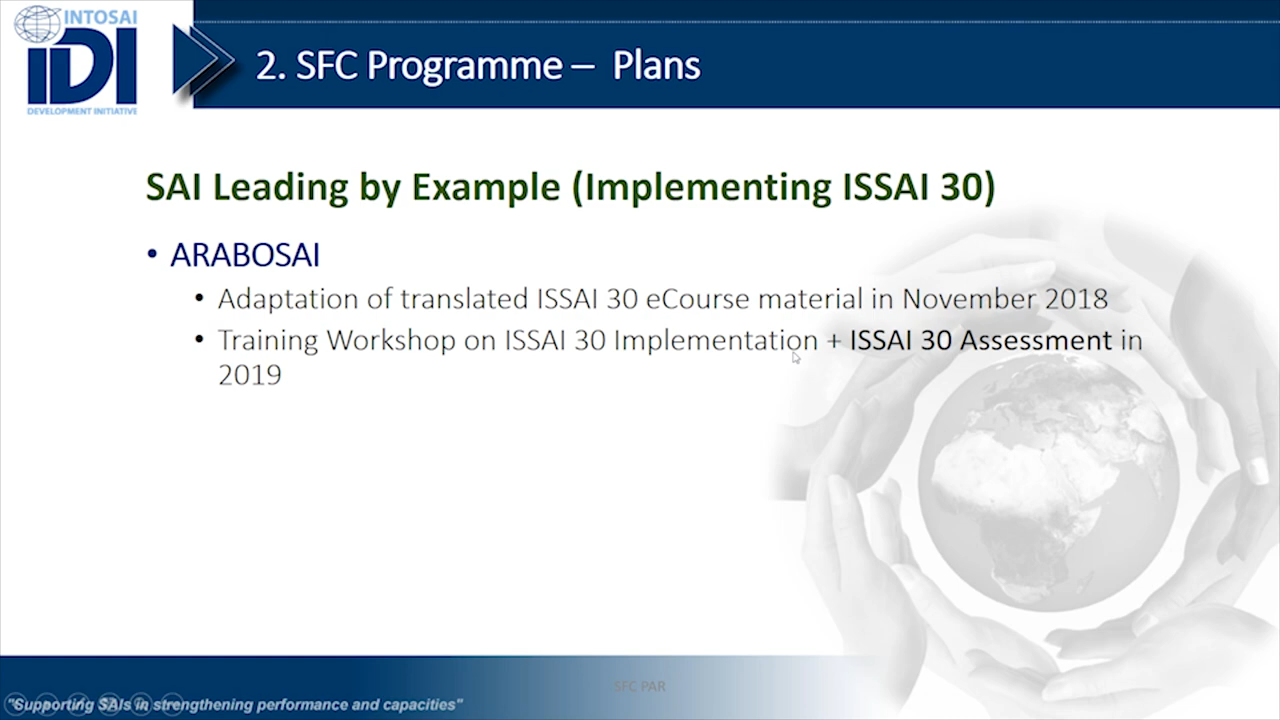 INTOSAI
IDI
DEVELOPMENT INITIATIVE
2. SFC Programme – Plans
SAI Leading by Example (Implementing ISSAI 30)
• ARABOSAI
• Adaptation of translated ISSAI 30 eCourse material in November 2018
• Training Workshop on ISSAI 30 Implementation + ISSAI 30 Assessment in
2019
SFC PAR
"Supporting SAIs in strengthening performance and capacities"